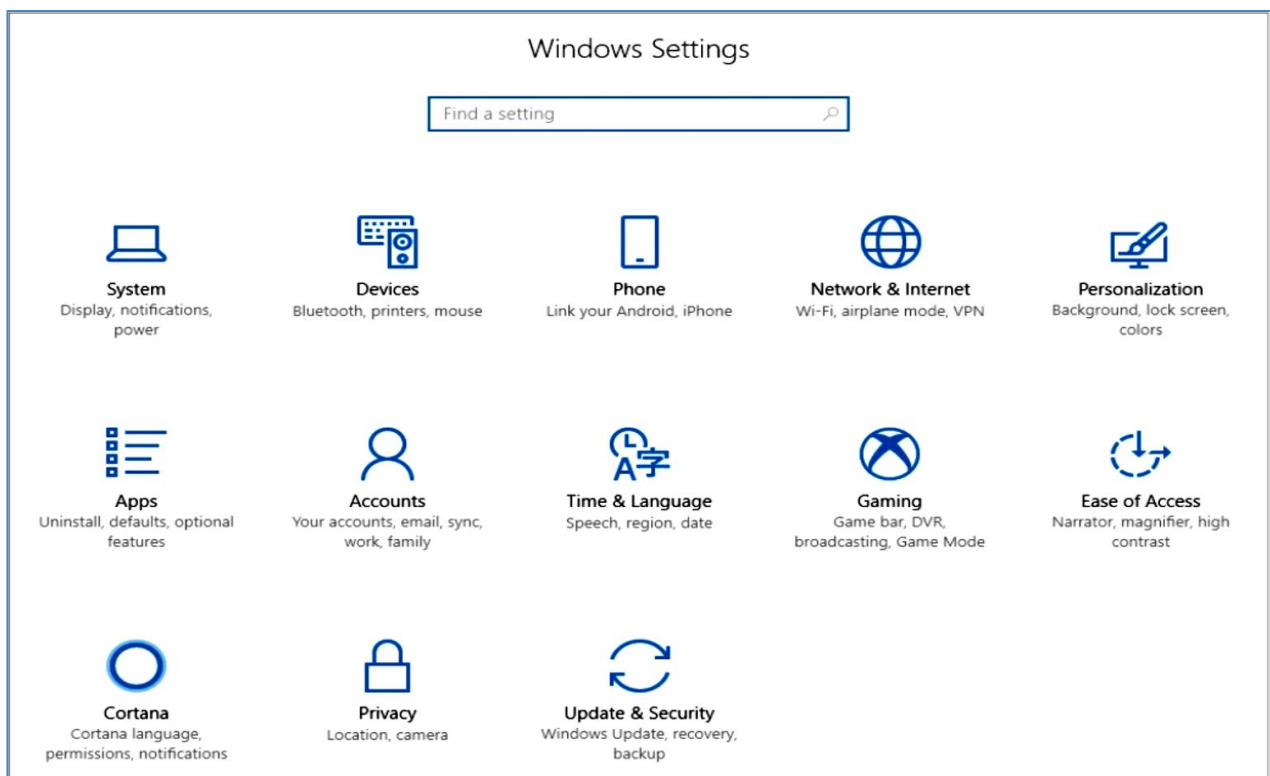 Windows Settings
Find a setting
System
Display, notifications,
power
Devices
Bluetooth, printers, mouse
Phone
Link your Android, iPhone
Network & Internet
Wi-Fi, airplane mode, VPN
Personalization
Background, lock screen,
colors
Apps
Uninstall, defaults, optional
features
Accounts
Your accounts, email, sync,
work, family
A字
Time & Language
Speech, region, date
Gaming
Game bar, DVR,
broadcasting, Game Mode
Ease of Access
Narrator, magnifier, high
contrast
Cortana
Cortana language,
permissions, notifications
Privacy
Location, camera
Update & Security
Windows Update, recovery,
backup